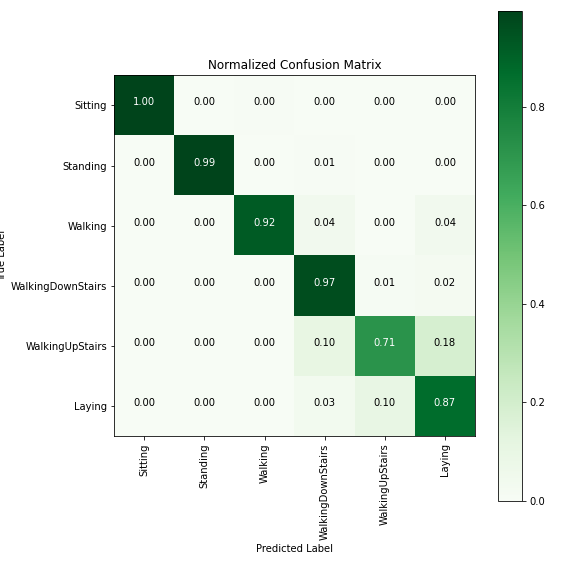 Normalized Confusion Matrix
Sitting 1.00 0.00 0.00 0.00 0.00 0.00
Standing 0.00 0.99 0.00 0.01 0.00 0.00
Walking 0.00 0.00 0.92 0.04 0.00 0.04
WalkingDownStairs 0.00 0.00 0.00 0.97 0.01 0.02
WalkingUpStairs 0.00 0.00 0.00 0.10 0.71 0.18
Laying 0.00 0.00 0.00 0.03 0.10 0.87
Sitting Standing Walking WalkingDownStairs WalkingUpStairs Laying
Predicted Label
True Label
0.8
0.6
0.4
0.2
0.0